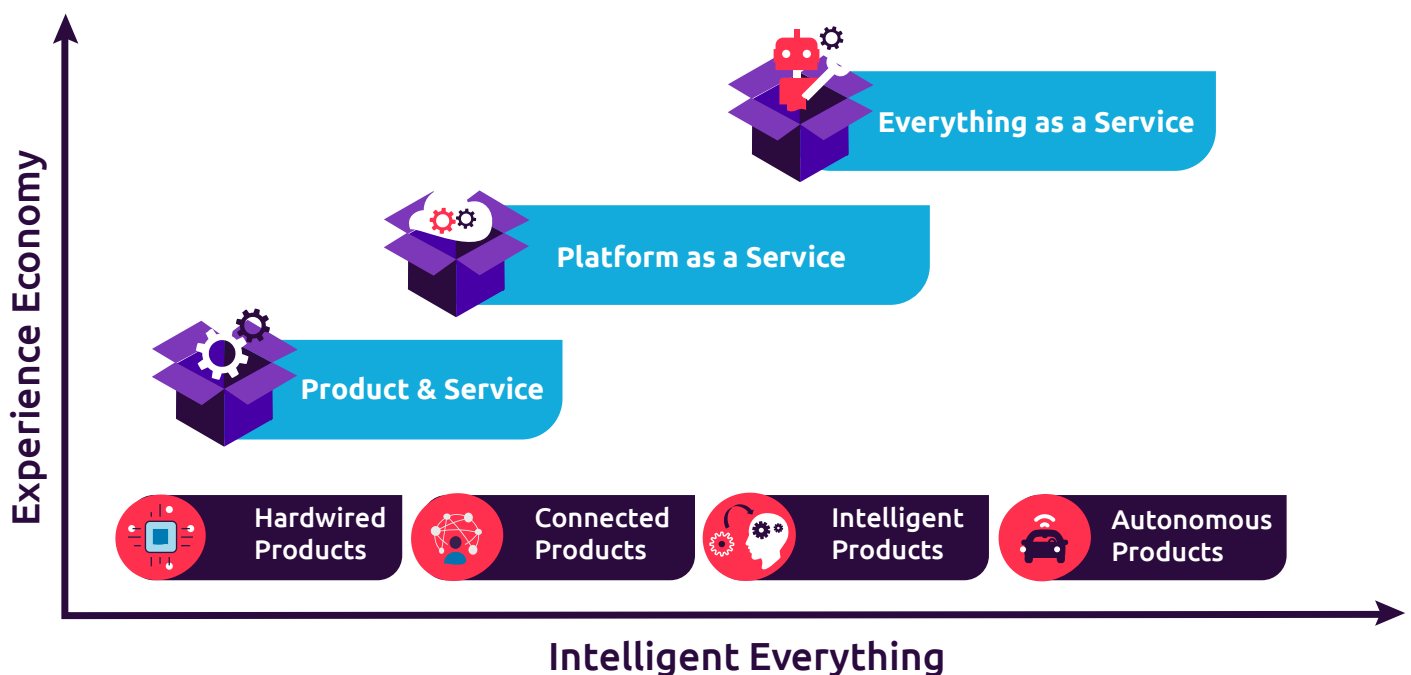 Experience Economy
Everything as a Service
Platform as a Service
Product & Service
Hardwired
Products
Connected
Products
Intelligent
Products
Autonomous
Products
Intelligent Everything